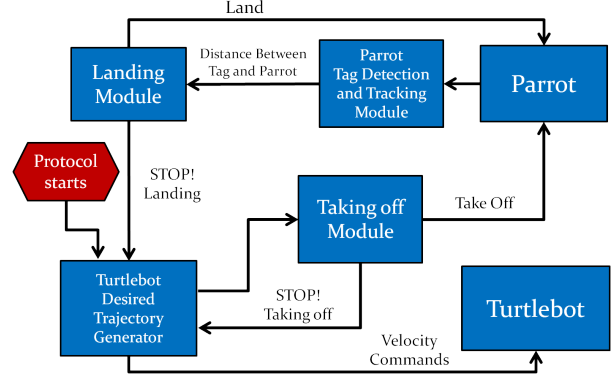 Land
Landing
Module
Distance Between
Tag and Parrot
Parrot
Tag Detection
and Tracking
Module
Parrot
Protocol
starts
STOP!
Landing
Taking off
Module
Take Off
Turtlebot
Desired
Trajectory
Generator
STOP!
Taking off
Turtlebot
Velocity
Commands